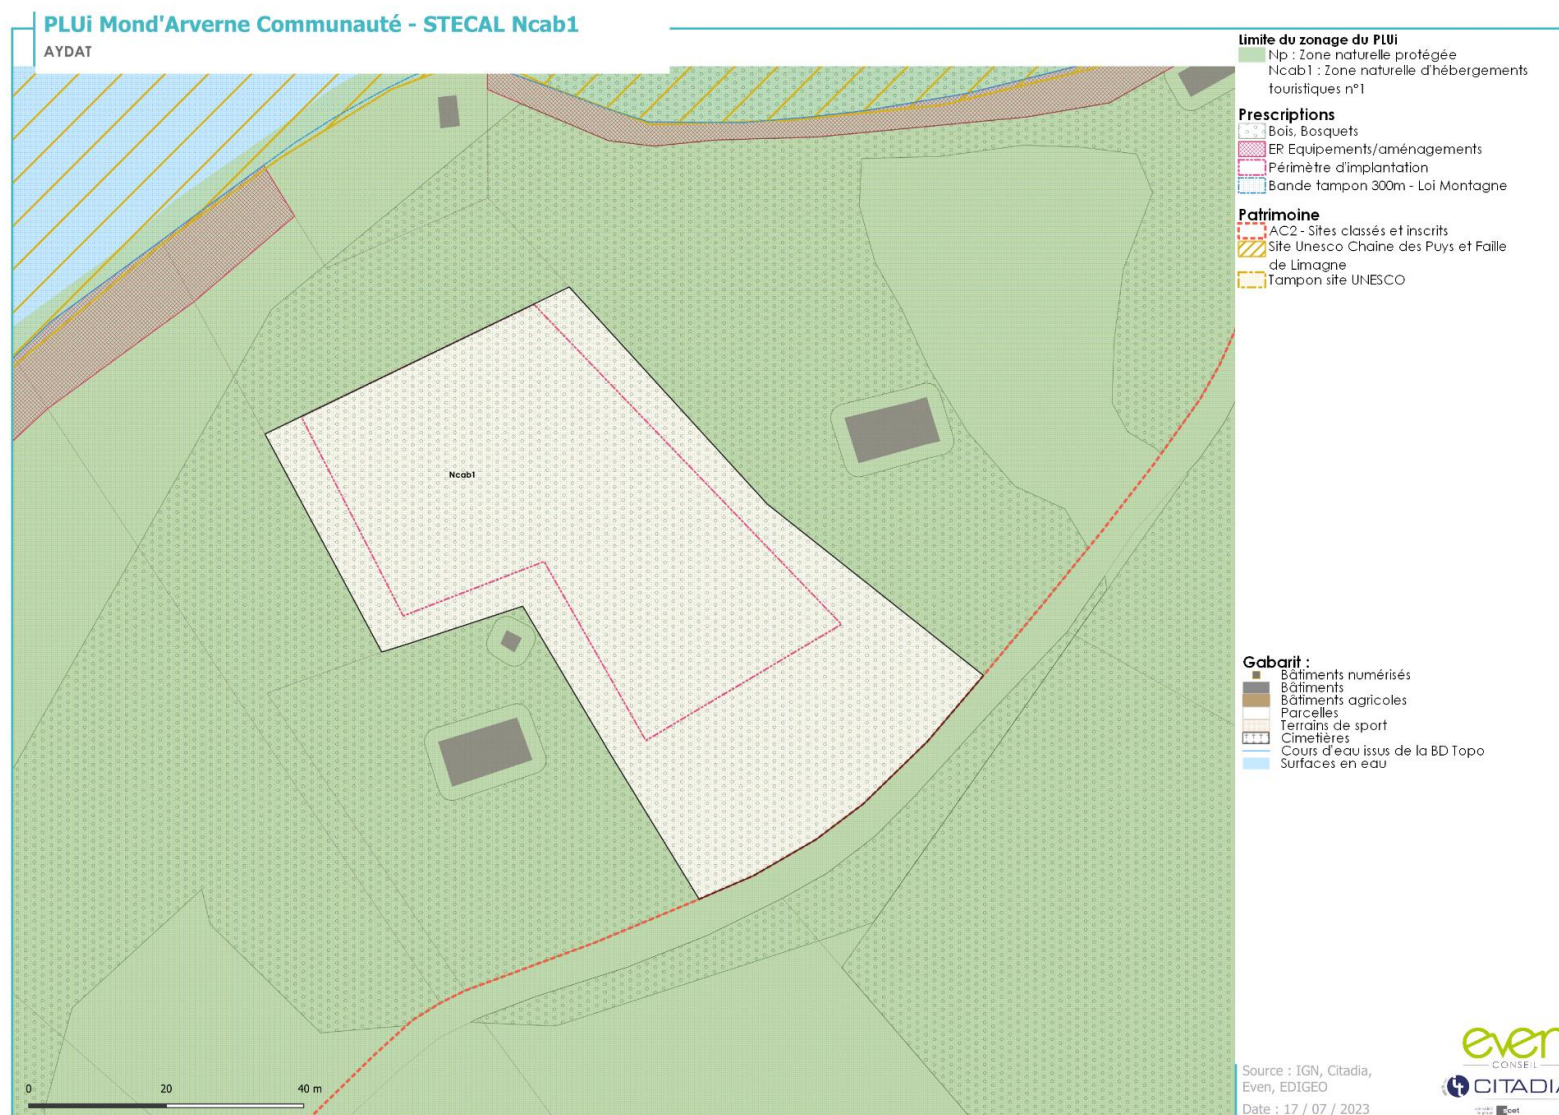 PLUi Mond'Arverne Communauté - STECAL Ncab1
AYDAT
Limite du zonage du PLUi
Np : Zone naturelle protégée
Ncab1 : Zone naturelle d'hébergements
touristiques n°1
Prescriptions
Bois, Bosquets
ER Equipements/aménagements
Périmètre d'implantation
Bande tampon 300m - Loi Montagne
Patrimoine
AC2 - Sites classés et inscrits
Site Unesco Chaine des Puys et Faille
de Limagne
Tampon site UNESCO
Ncab1
Gabarit :
Bâtiments numérisés
Bâtiments
Bâtiments agricoles
Parcelles
Terrains de sport
Cimetières
Cours d'eau issus de la BD Topo
Surfaces en eau
0 20 40 m
Source : IGN, Citadia,
Even, EDIGEO
Date : 17 / 07 / 2023
even
CONSEIL
CITADIA